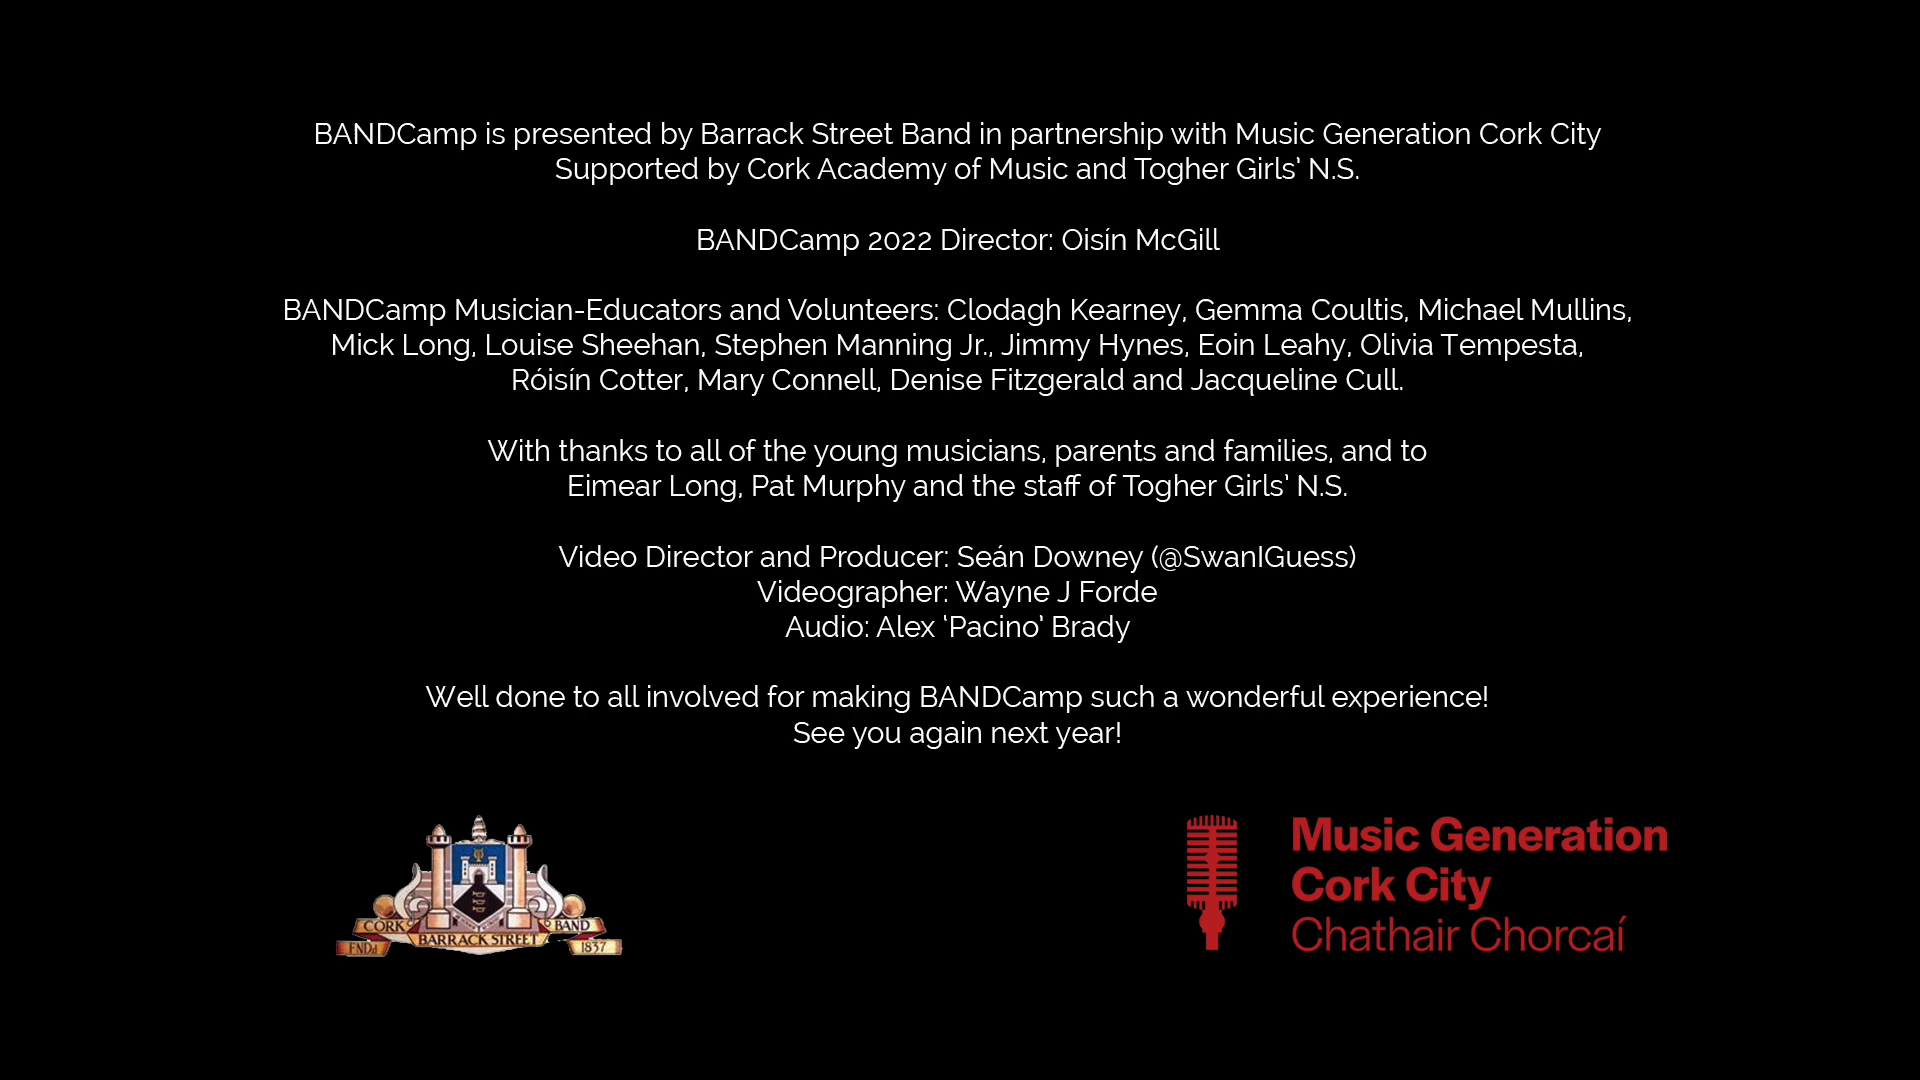 BANDCamp is presented by Barrack Street Band in partnership with Music Generation Cork City
Supported by Cork Academy of Music and Togher Girls' N.S.
BANDCamp 2022 Director: Oisín McGill
BANDCamp Musician-Educators and Volunteers: Clodagh Kearney, Gemma Coultis, Michael Mullins,
Mick Long, Louise Sheehan, Stephen Manning Jr., Jimmy Hynes, Eoin Leahy, Olivia Tempesta,
Róisín Cotter, Mary Connell, Denise Fitzgerald and Jacqueline Cull.
With thanks to all of the young musicians, parents and families, and to
Eimear Long, Pat Murphy and the staff of Togher Girls' N.S.
Video Director and Producer: Seán Downey (@SwanIGuess)
Videographer: Wayne J Forde
Audio: Alex ‘Pacino’ Brady
Well done to all involved for making BANDCamp such a wonderful experience!
See you again next year!
CORK BARRACK STREET BAND
FNDd 1837
Music Generation
Cork City
Chathair Chorcaí